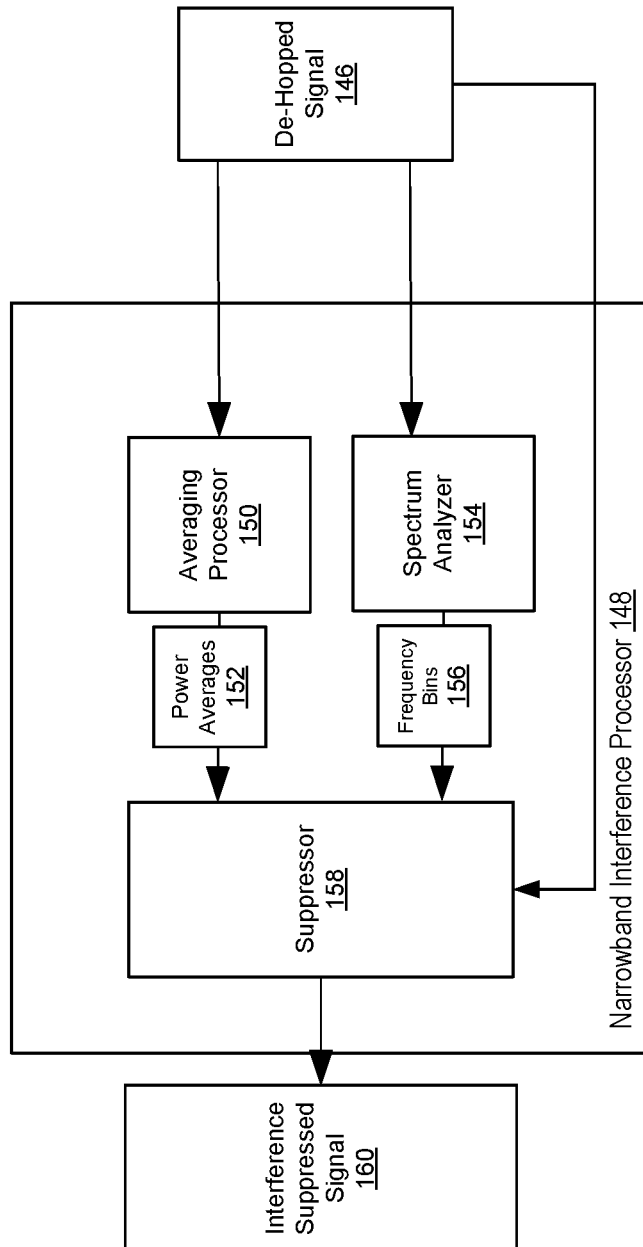 De-Hopped
Signal
146
Averaging
Processor
150
Spectrum
Analyzer
154
Power
Averages
152
Frequency
Bins
156
Suppressor
158
Narrowband Interference Processor 148
Interference
Suppressed
Signal
160